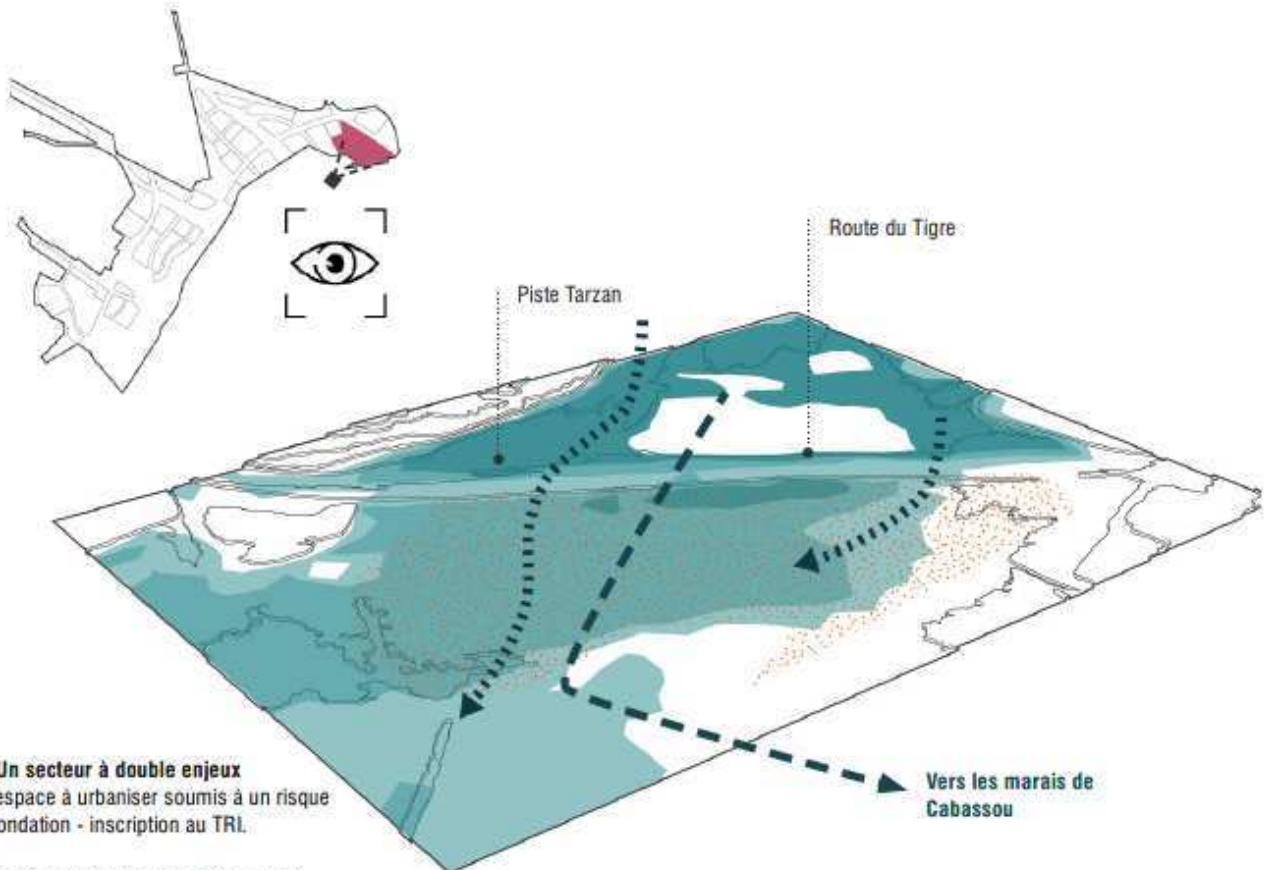 Route du Tigre
Piste Tarzan
Un secteur à double enjeux
espace à urbaniser soumis à un risque
ondation - inscription au TRI.
Vers les marais de
Cabassou